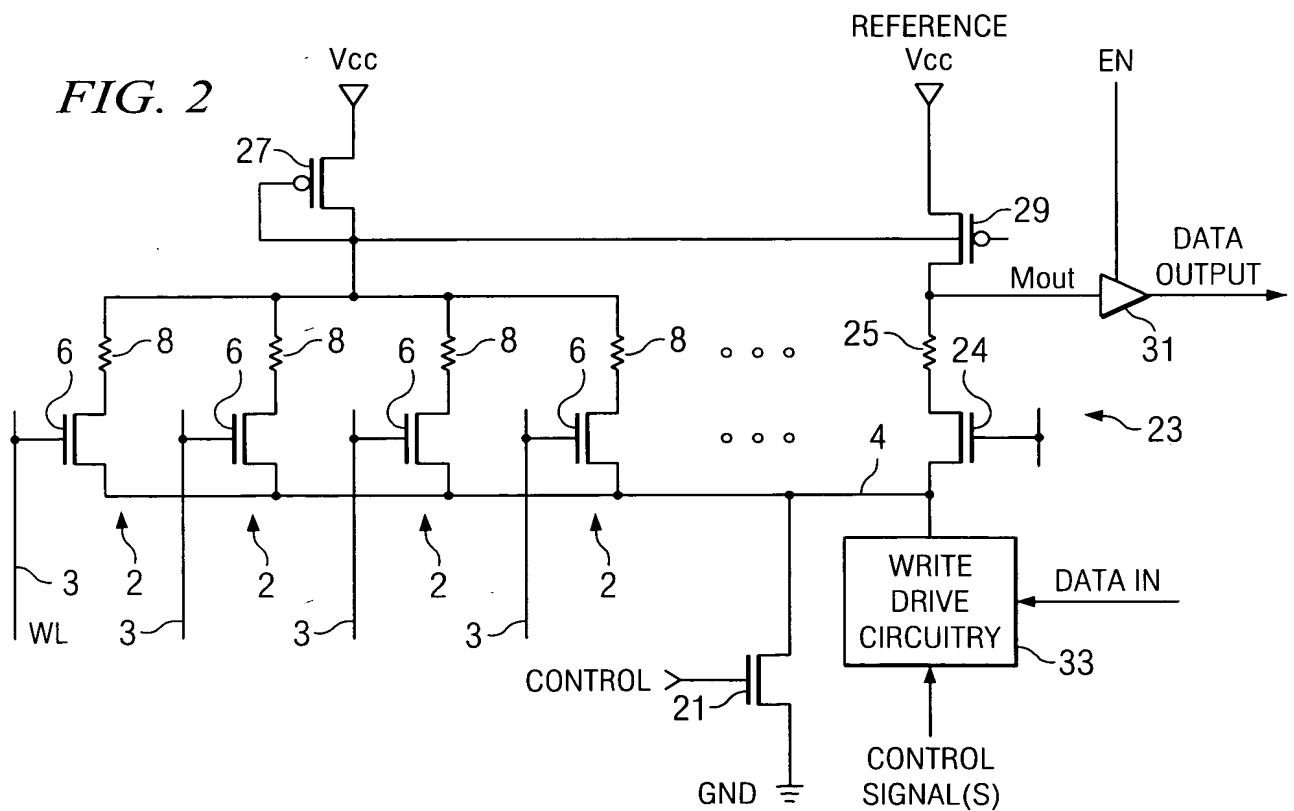 FIG. 2
Vcc
REFERENCE
Vcc
EN
27
29
DATA
OUTPUT
Mout
31
6
8
6
8
6
8
6
8
25
24
23
4
3
2
2
2
2
WL
3
3
3
WRITE
DRIVE
CIRCUITRY
DATA IN
33
CONTROL
21
GND
CONTROL
SIGNAL(S)